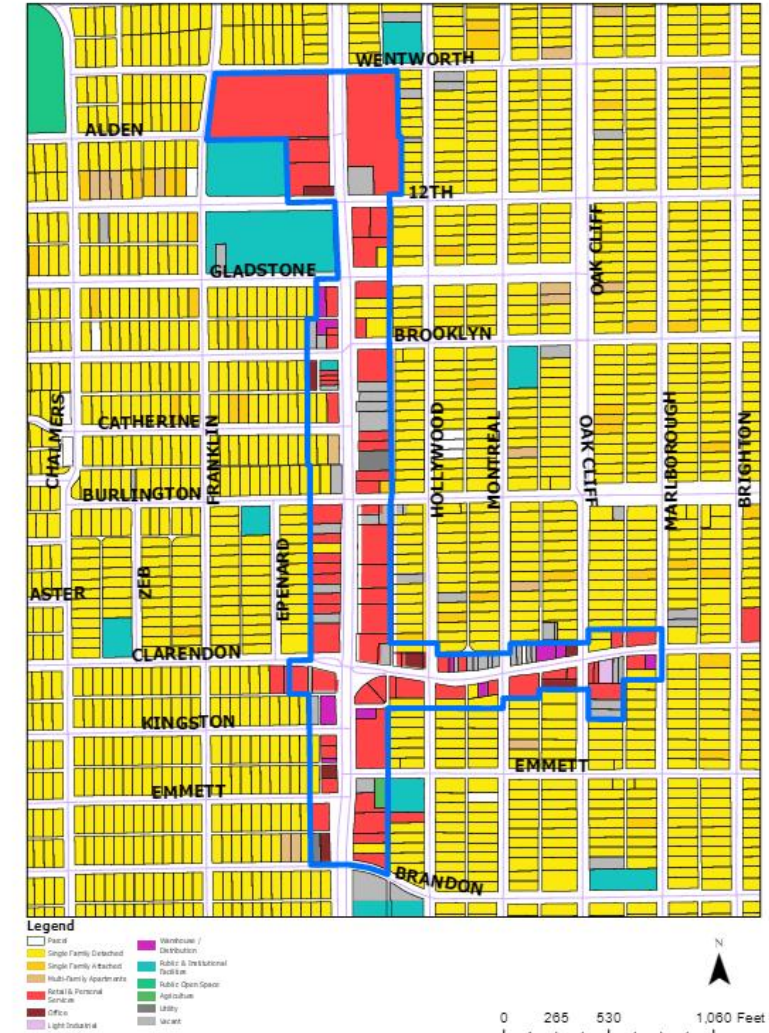 WENTWORTH
ALDEN
12TH
OAK CLIFF
GLADSTONE
BROOKLYN
CHALMERS
CATHERINE
FRANKLIN
HOLLYWOOD
MONTREAL
OAK CLIFF
MARLBOROUGH
BRIGHTON
BURLINGTON
ASTER
ZEB
EPENARD
CLARENDON
KINGSTON
EMMETT
EMMETT
BRANDON
Legend
Parcel
Single Family Detached
Single Family Attached
Multi-Family Apartments
Retail & Personal
Services
Office
Light Industrial
Warehouse /
Distribution
Public & Institutional
Facilities
Public Open Space
Agriculture
Utility
Vacant
N
0 265 530 1,060 Feet